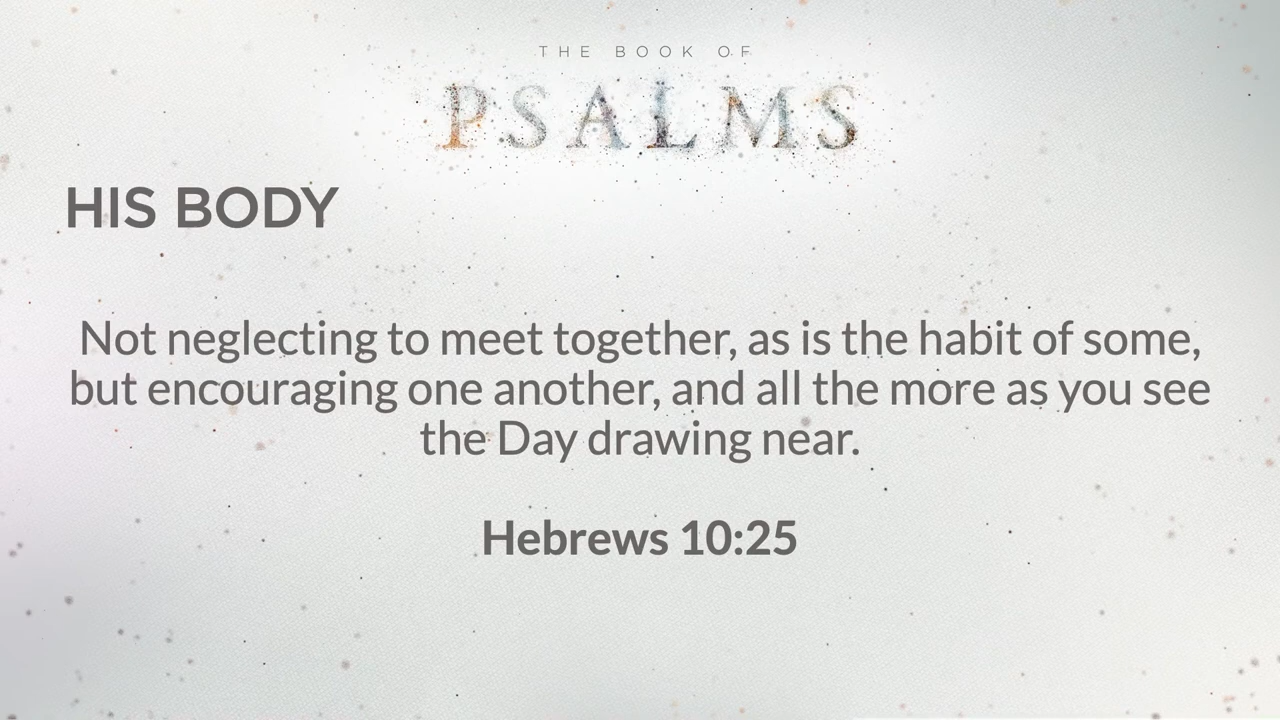 THE BOOK OF
PSALMS
HIS BODY
Not neglecting to meet together, as is the habit of some,
but encouraging one another, and all the more as you see
the Day drawing near.
Hebrews 10:25